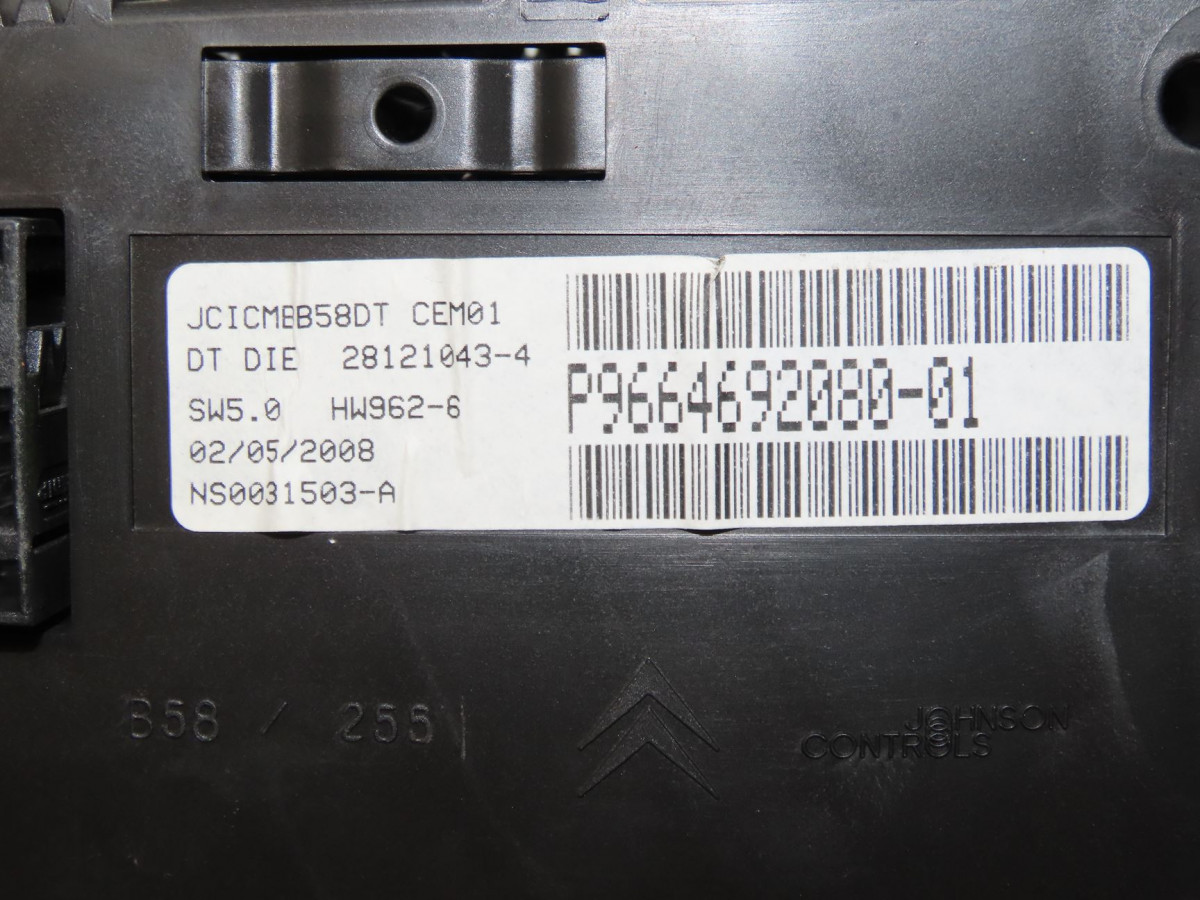 JCICMBB58DT CEM01
DT DIE 28121043-4
SW5.0 HW962-6
02/05/2008
NS0031503-A
P9664692080-01
B58 / 255
JOHNSON
CONTROLS